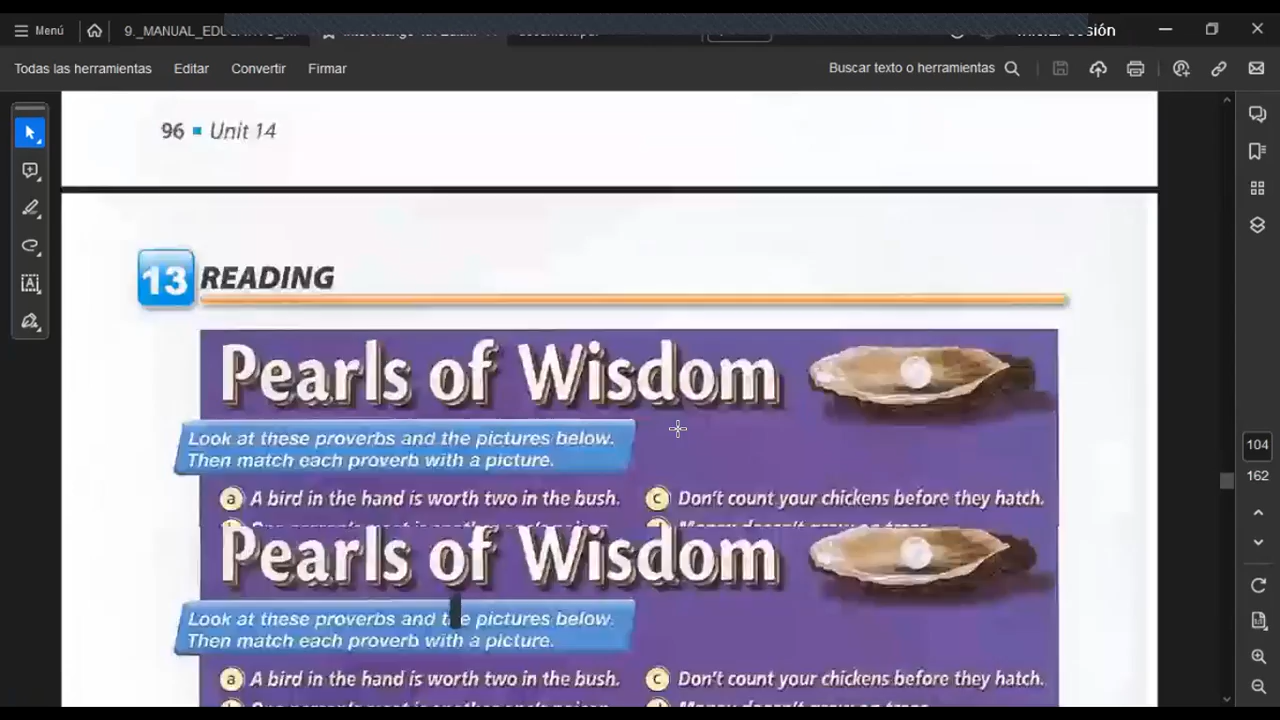 Menú
9._MANUAL_EDU
Todas las herramientas
Editar
Convertir
Firmar
Buscar texto o herramientas
96 ▪ Unit 14
13 READING
Pearls of Wisdom
Look at these proverbs and the pictures below.
Then match each proverb with a picture.
a A bird in the hand is worth two in the bush.
c Don't count your chickens before they hatch.
Pearls of Wisdom
Look at these proverbs and the pictures below.
Then match each proverb with a picture.
a A bird in the hand is worth two in the bush.
c Don't count your chickens before they hatch.
104
162